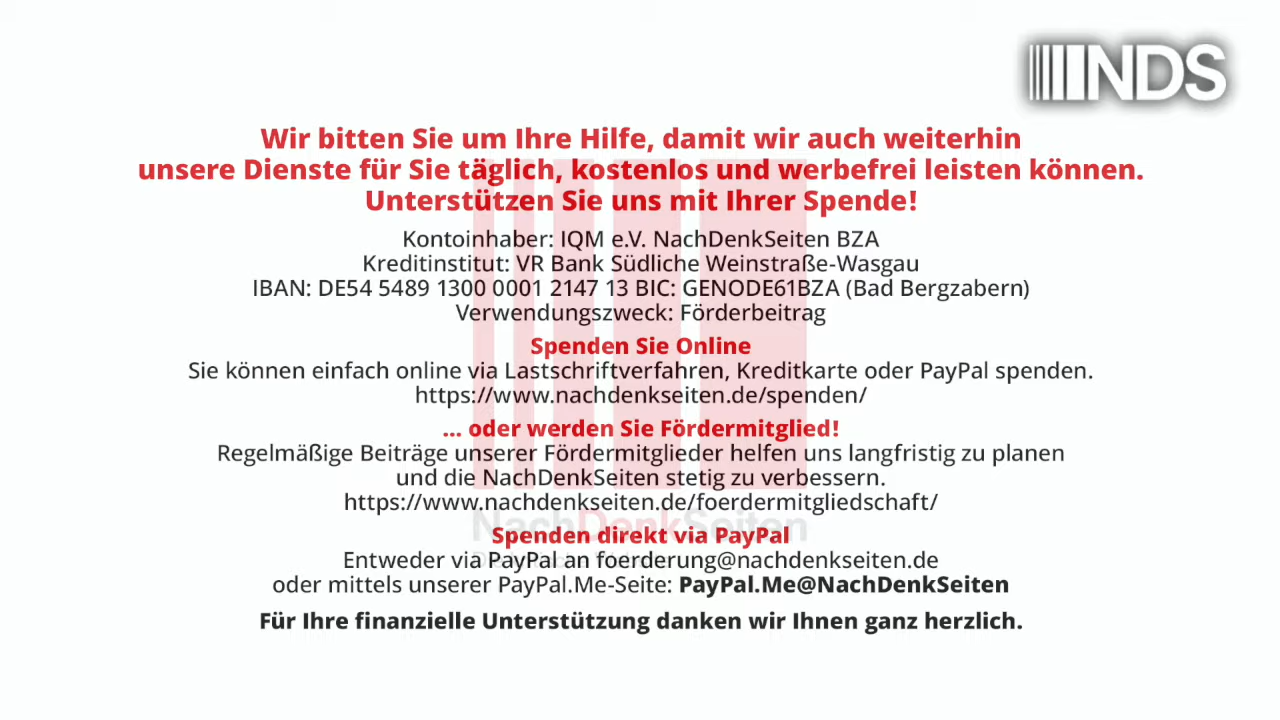 NDS
Wir bitten Sie um Ihre Hilfe, damit wir auch weiterhin
unsere Dienste für Sie täglich, kostenlos und werbefrei leisten können.
Unterstützen Sie uns mit Ihrer Spende!
Kontoinhaber: IQM e.V. NachDenkSeiten BZA
Kreditinstitut: VR Bank Südliche Weinstraße-Wasgau
IBAN: DE54 5489 1300 0001 2147 13 BIC: GENODE61BZA (Bad Bergzabern)
Verwendungszweck: Förderbeitrag
Spenden Sie Online
Sie können einfach online via Lastschriftverfahren, Kreditkarte oder PayPal spenden.
https://www.nachdenkseiten.de/spenden/
... oder werden Sie Fördermitglied!
Regelmäßige Beiträge unserer Fördermitglieder helfen uns langfristig zu planen
und die NachDenkSeiten stetig zu verbessern.
https://www.nachdenkseiten.de/foerdermitgliedschaft/
NachDenkSeiten
Spenden direkt via PayPal
Entweder via PayPal an foerderung@nachdenkseiten.de
oder mittels unserer PayPal.Me-Seite: PayPal.Me@NachDenkSeiten
Für Ihre finanzielle Unterstützung danken wir Ihnen ganz herzlich.